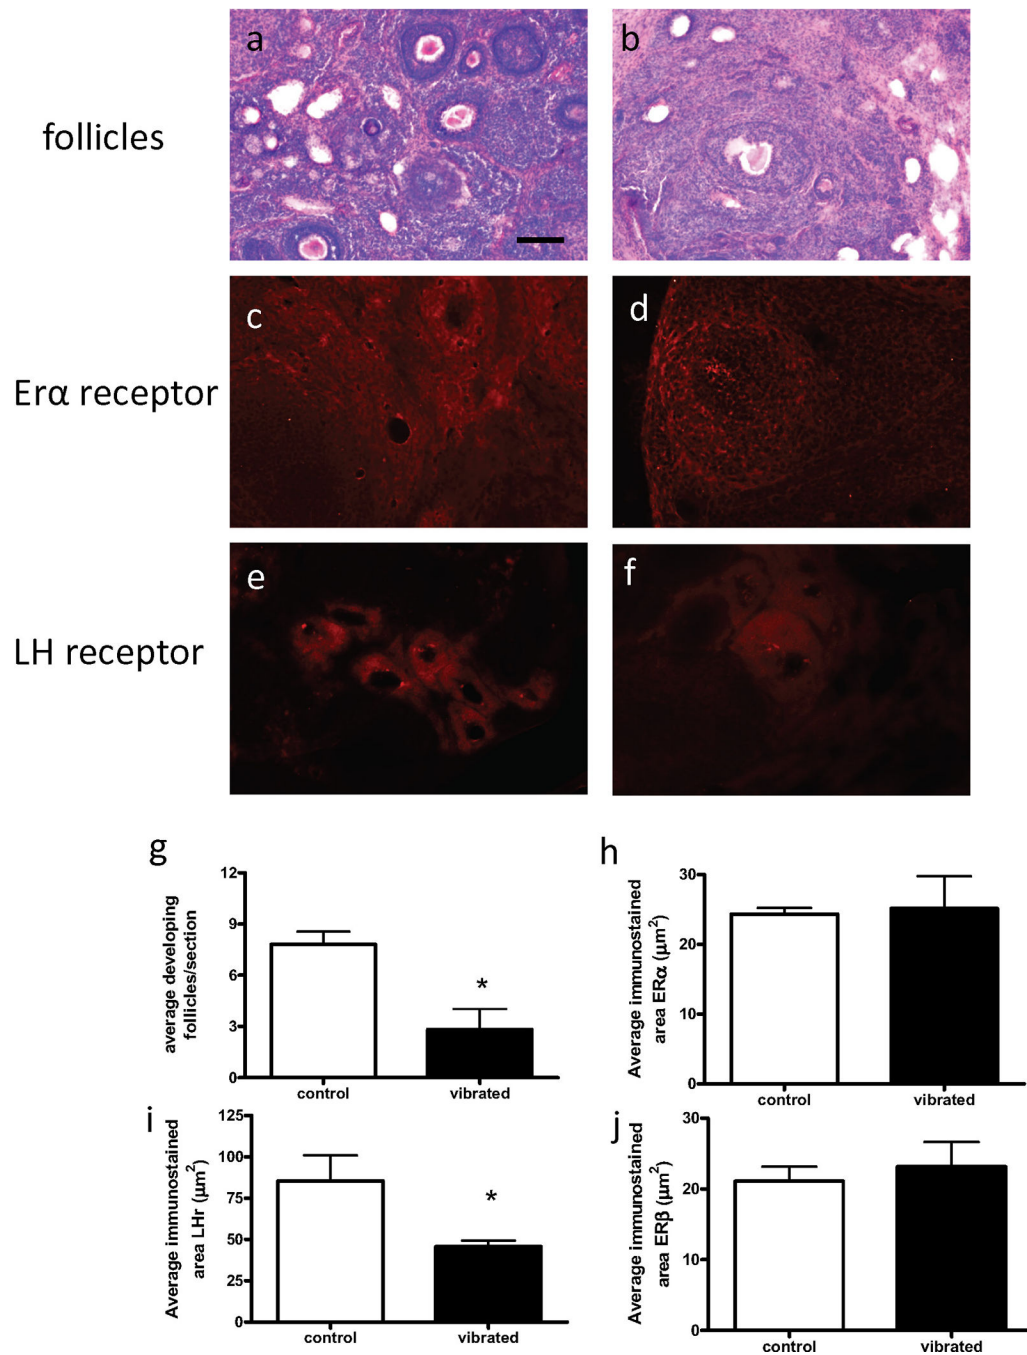 a
b
follicles
c
d
Erα receptor
e
f
LH receptor
g
h
average developing
follicles/section
12
9
6
3
0
*
control
vibrated
Average immunostained
area ERα (µm²)
30
20
10
0
control
vibrated
i
j
Average immunostained
area LHr (µm²)
125
100
75
50
25
0
*
control
vibrated
Average immunostained
area ERβ (µm²)
30
20
10
0
control
vibrated